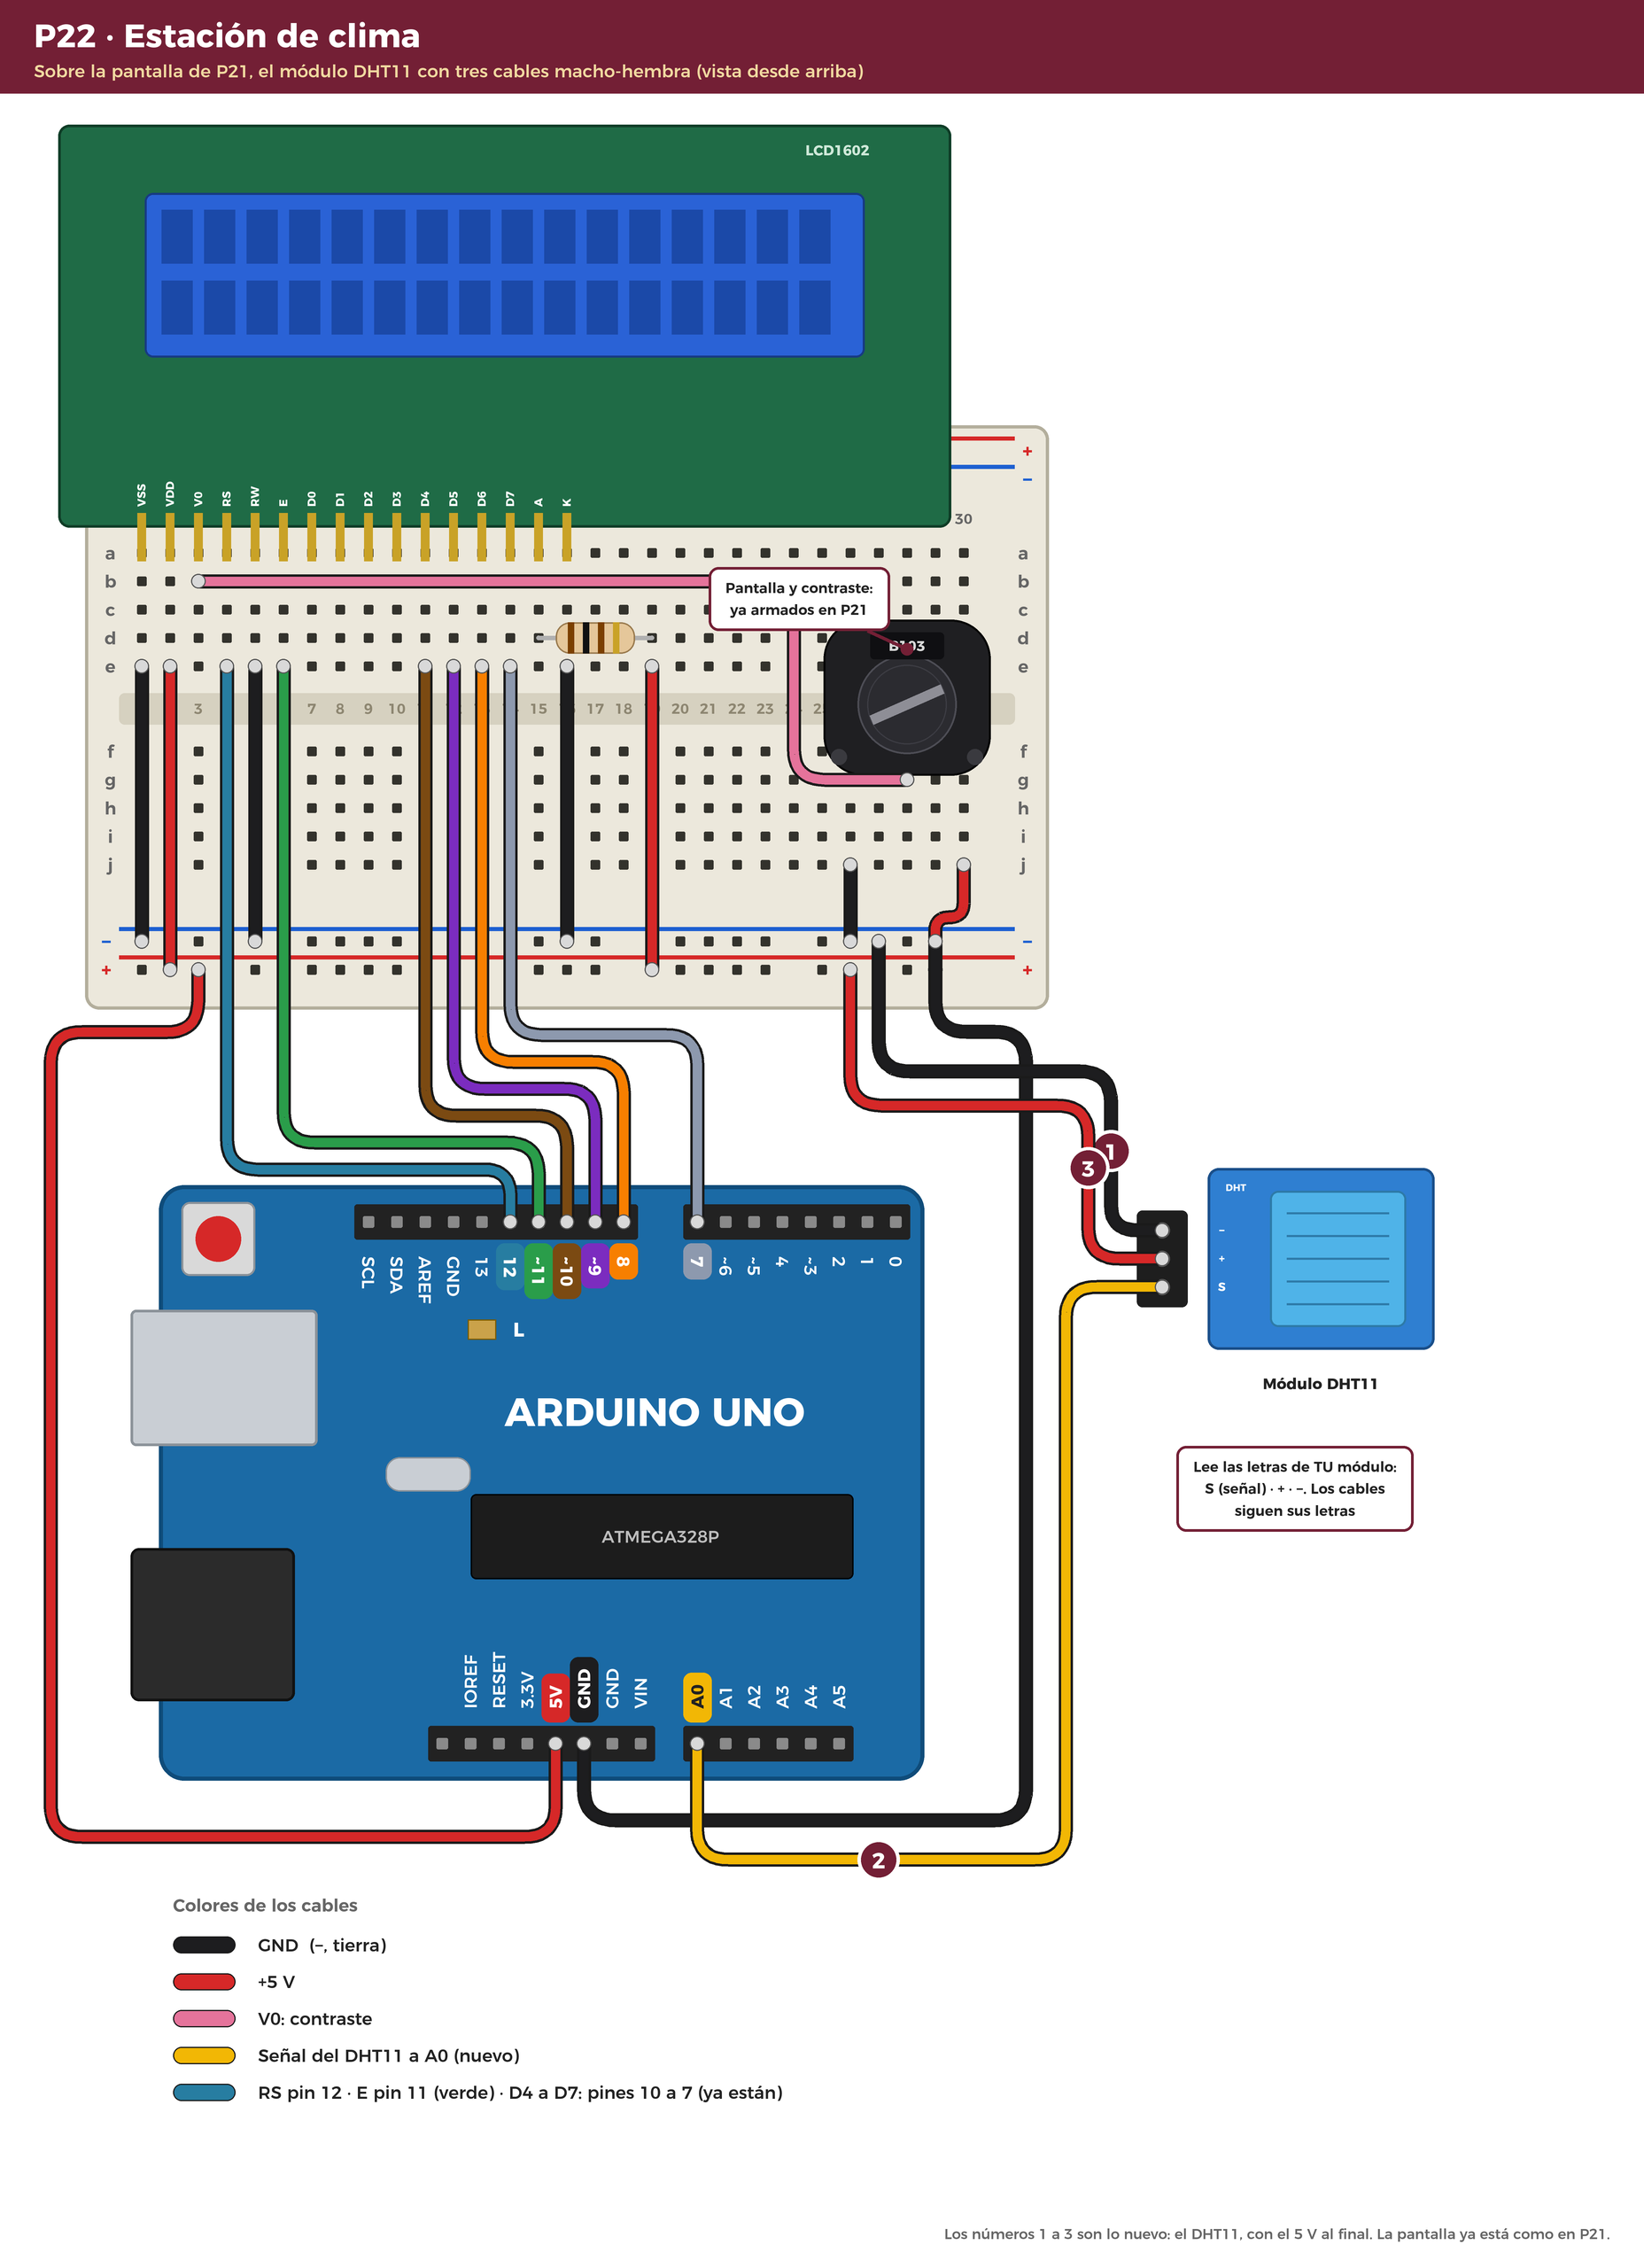 P22 · Estación de clima
Sobre la pantalla de P21, el módulo DHT11 con tres cables macho-hembra (vista desde arriba)
LCD1602
+
−
VSS VDD V0 RS RW E D0 D1 D2 D3 D4 D5 D6 D7 A K
30
a a
b b
Pantalla y contraste:
ya armados en P21
c c
d d
B103
e e
3 7 8 9 10 15 17 18 20 21 22 23
f f
g g
h h
i i
j j
− −
+ +
1
3
DHT
−
+
S
SCL SDA AREF GND 13 12 ~11 ~10 ~9 8 7 ~6 ~5 4 ~3 2 1 0
L
Módulo DHT11
ARDUINO UNO
Lee las letras de TU módulo:
S (señal) · + · −. Los cables
siguen sus letras
ATMEGA328P
IOREF RESET 3.3V 5V GND GND VIN A0 A1 A2 A3 A4 A5
2
Colores de los cables
GND (−, tierra)
+5 V
V0: contraste
Señal del DHT11 a A0 (nuevo)
RS pin 12 · E pin 11 (verde) · D4 a D7: pines 10 a 7 (ya están)
Los números 1 a 3 son lo nuevo: el DHT11, con el 5 V al final. La pantalla ya está como en P21.